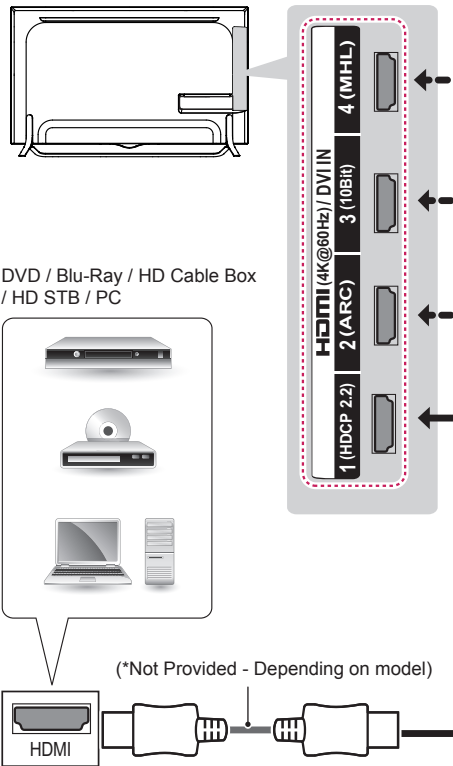 4 (MHL)
3 (10Bit)
2 (ARC)
1 (HDCP 2.2)
HDMI (4K@60Hz) / DVI IN
DVD / Blu-Ray / HD Cable Box
/ HD STB / PC
(*Not Provided - Depending on model)
HDMI